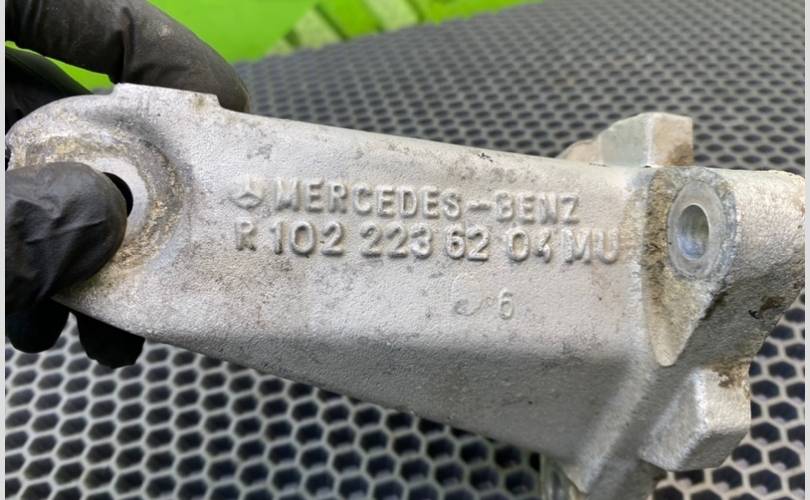 MERCEDES-BENZ
R 102 223 62 04 MU
6